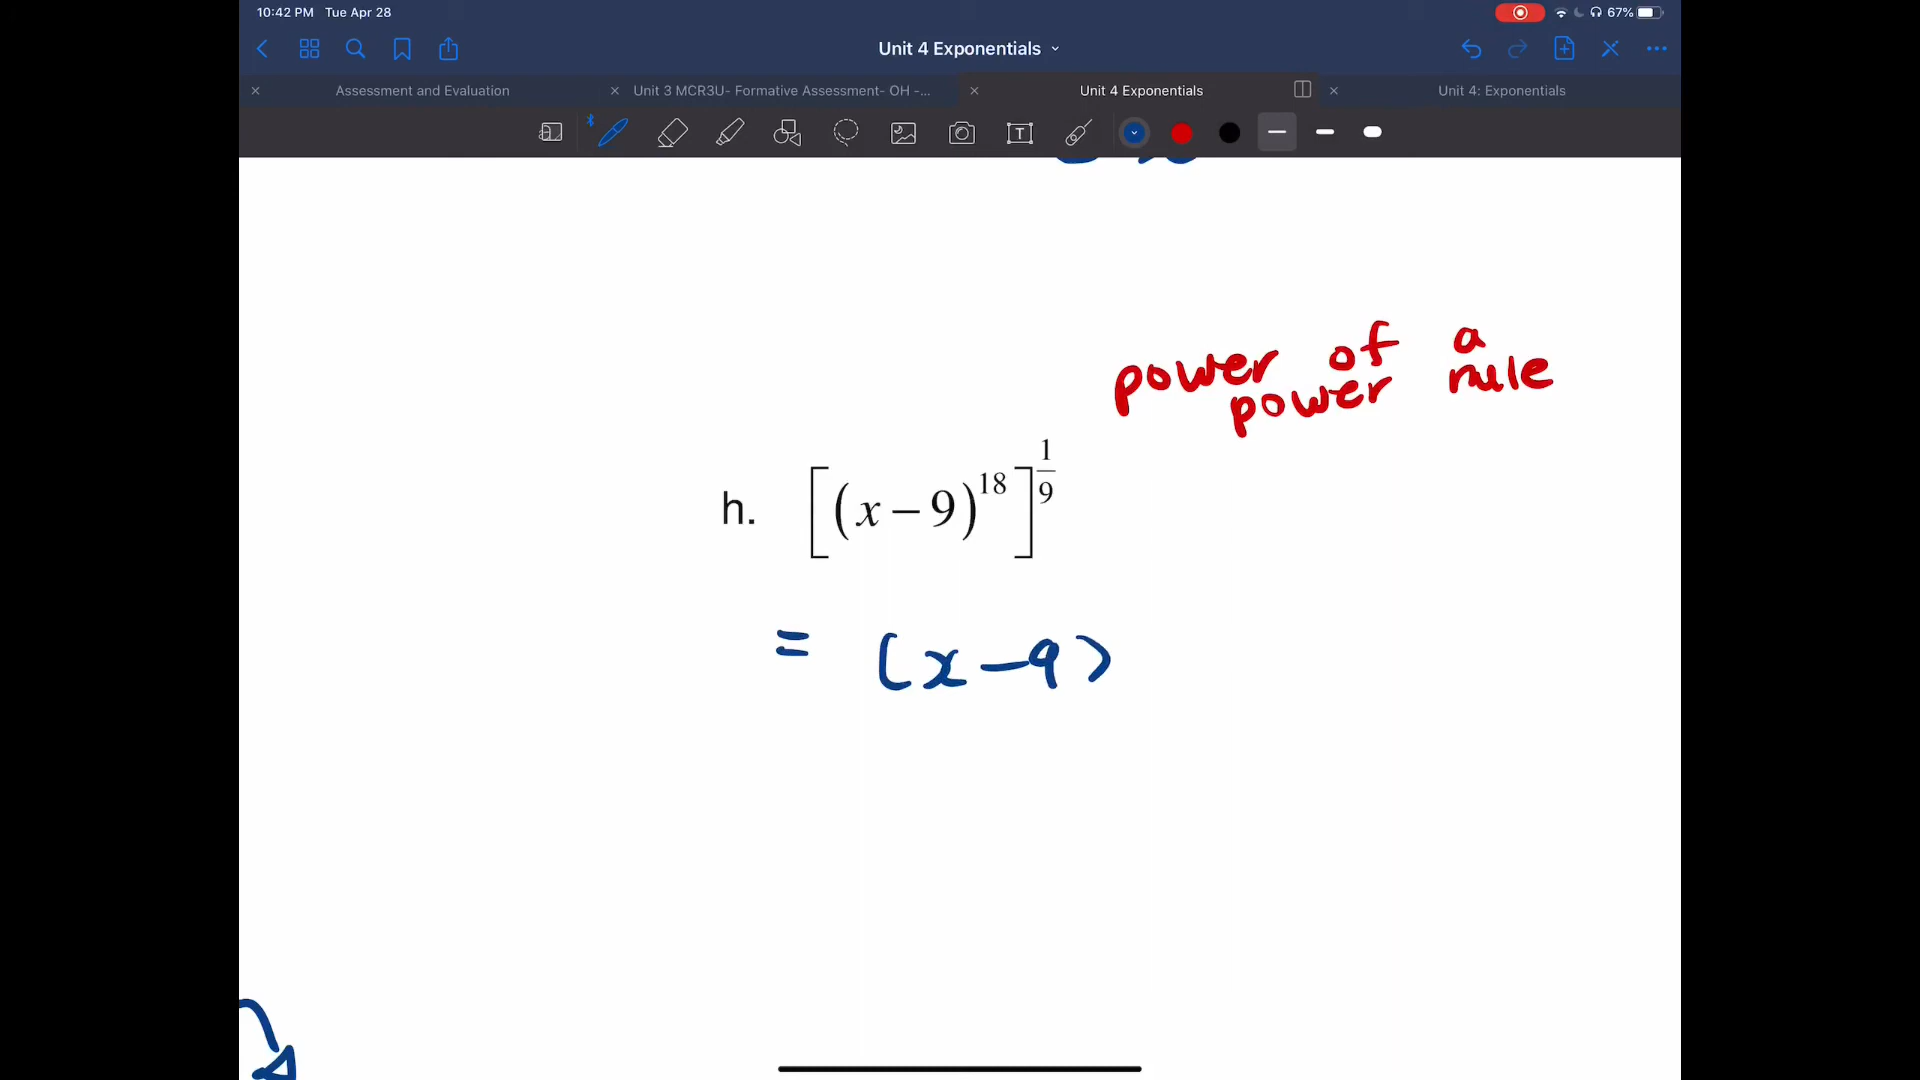 10:42 PM Tue Apr 28
67%
Unit 4 Exponentials
Assessment and Evaluation
Unit 3 MCR3U- Formative Assessment- OH -...
Unit 4 Exponentials
Unit 4: Exponentials
T
power of a
power rule
h. [(x − 9)^18]^(1/9)
= (x − 9)